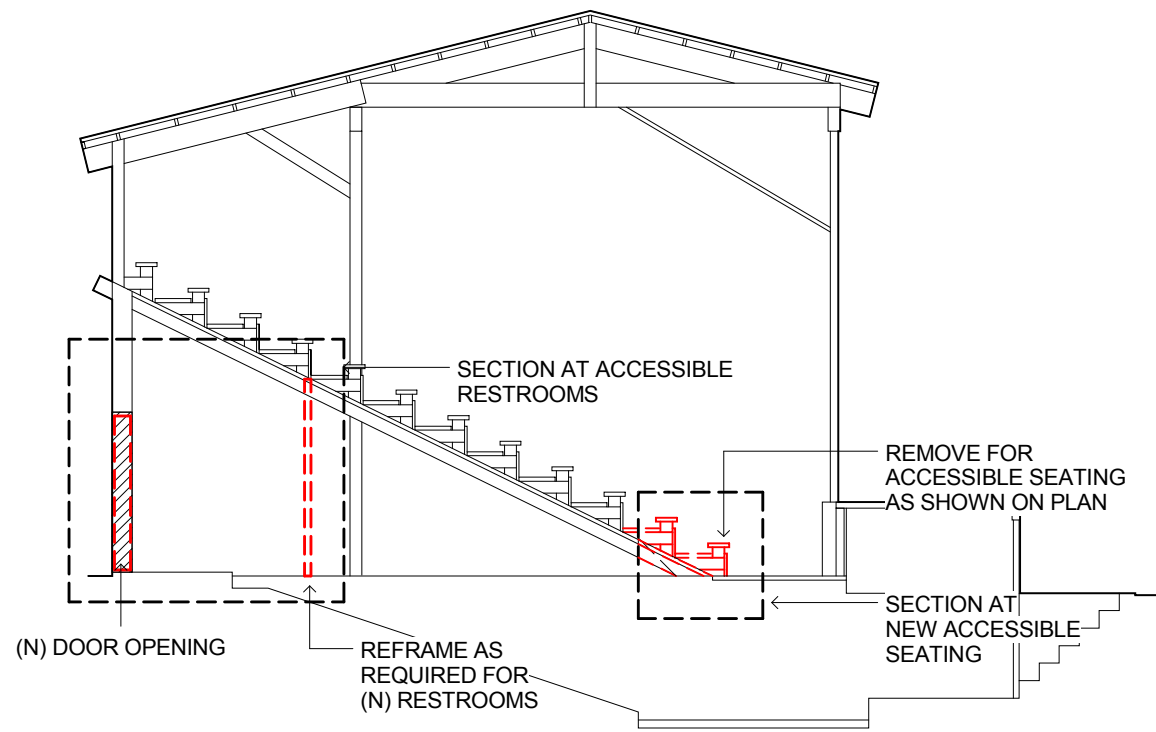 SECTION AT ACCESSIBLE
RESTROOMS
REMOVE FOR
ACCESSIBLE SEATING
AS SHOWN ON PLAN
SECTION AT
NEW ACCESSIBLE
SEATING
(N) DOOR OPENING
REFRAME AS
REQUIRED FOR
(N) RESTROOMS